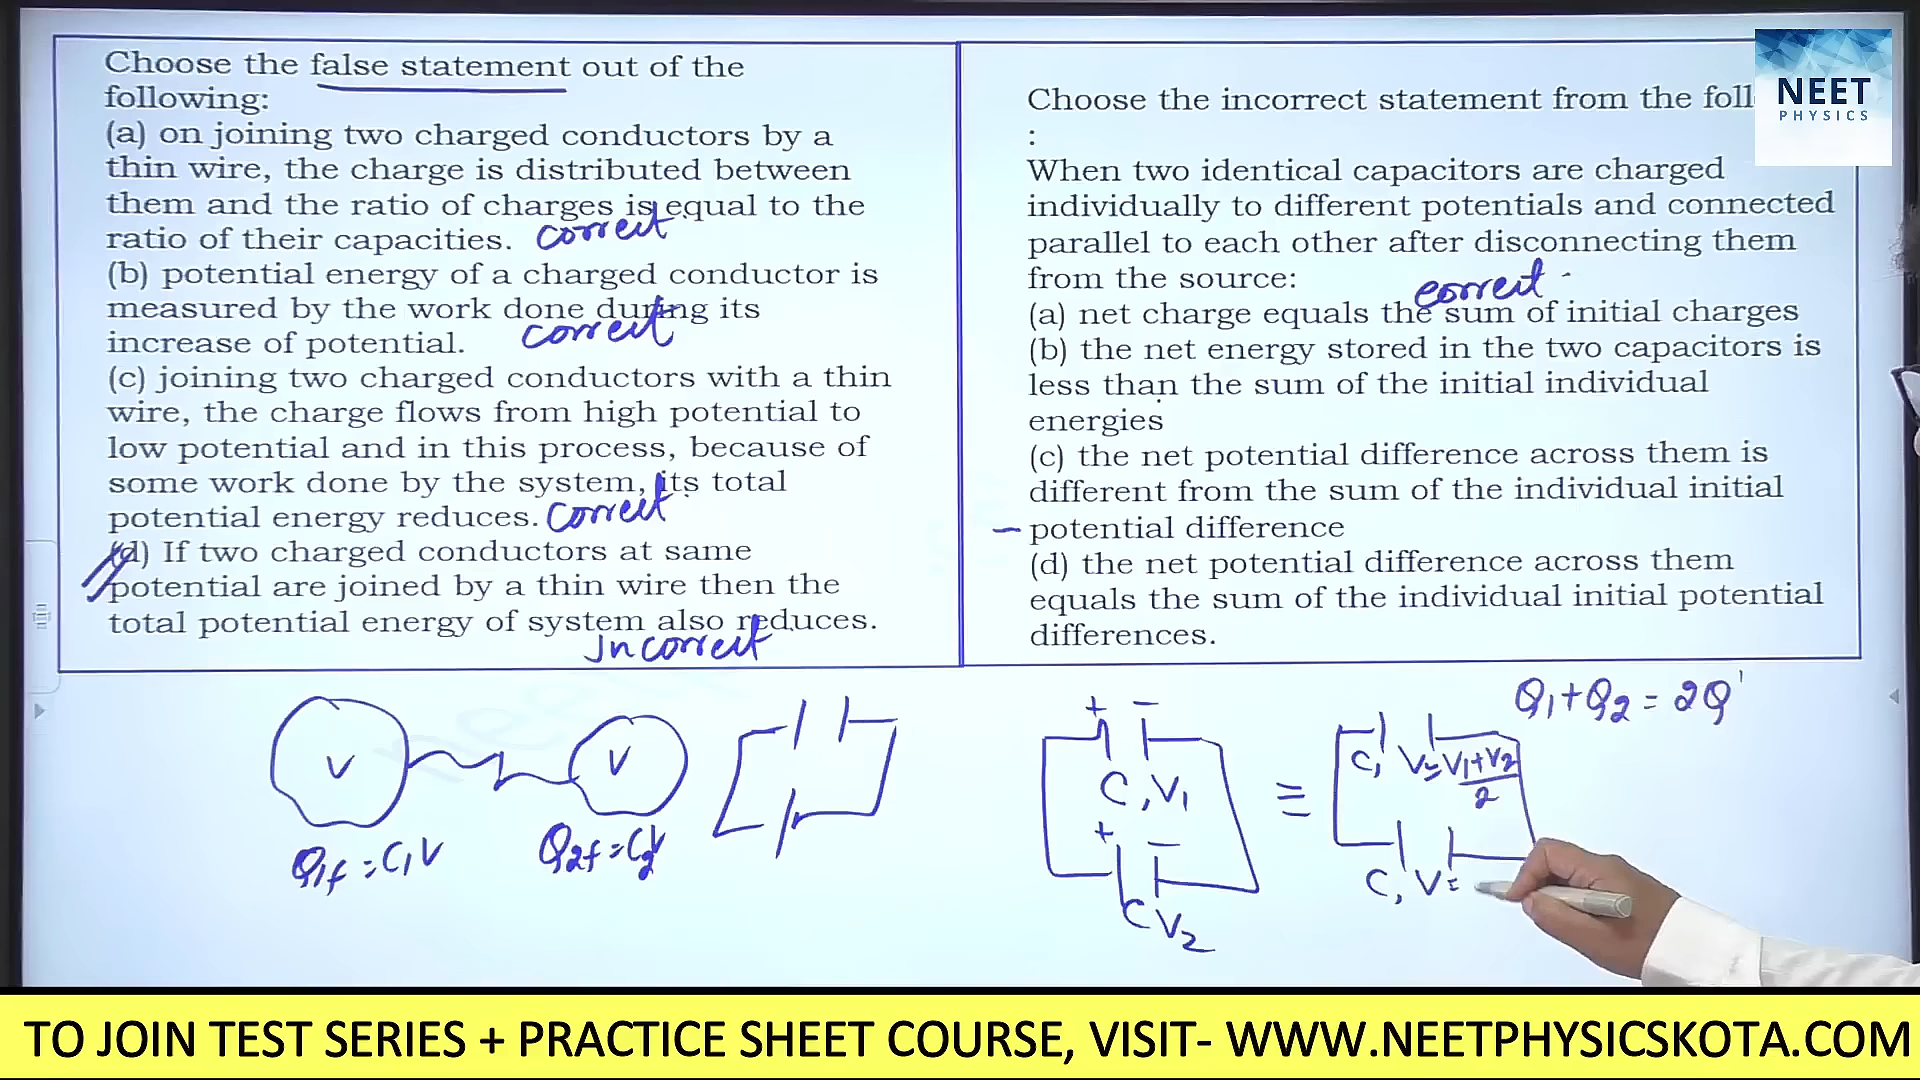 Choose the false statement out of the
following:
(a) on joining two charged conductors by a
thin wire, the charge is distributed between
them and the ratio of charges is equal to the
ratio of their capacities. correct
(b) potential energy of a charged conductor is
measured by the work done during its
increase of potential. correct
(c) joining two charged conductors with a thin
wire, the charge flows from high potential to
low potential and in this process, because of
some work done by the system, its total
potential energy reduces. correct
(d) If two charged conductors at same
potential are joined by a thin wire then the
total potential energy of system also reduces.
Incorrect
V
V
Q1f = C1V
Q2f = C2V
NEET
PHYSICS
Choose the incorrect statement from the foll
:
When two identical capacitors are charged
individually to different potentials and connected
parallel to each other after disconnecting them
from the source:
correct
(a) net charge equals the sum of initial charges
(b) the net energy stored in the two capacitors is
less than the sum of the initial individual
energies
(c) the net potential difference across them is
different from the sum of the individual initial
potential difference
(d) the net potential difference across them
equals the sum of the individual initial potential
differences.
Q1+Q2 = 2Q'
+ −
C, V1
+ −
C V2
≡
C, V = V1+V2
2
C, V =
TO JOIN TEST SERIES + PRACTICE SHEET COURSE, VISIT- WWW.NEETPHYSICSKOTA.COM